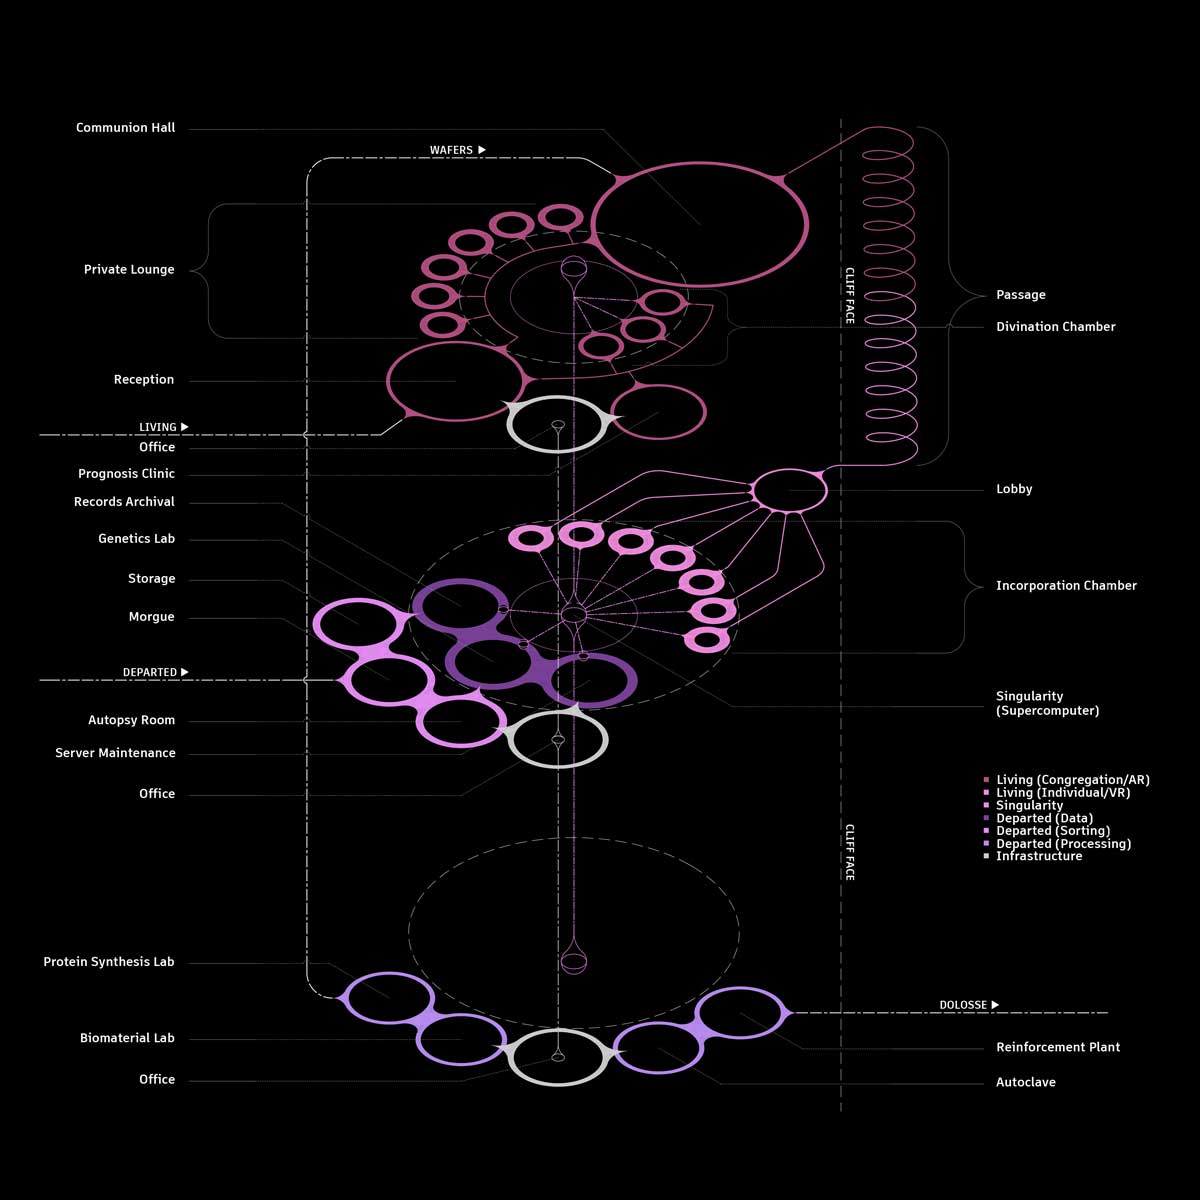 Communion Hall
WAFERS ▶
Private Lounge
CLIFF FACE
Passage
Divination Chamber
Reception
LIVING ▶
Office
Prognosis Clinic
Lobby
Records Archival
Genetics Lab
Storage
Incorporation Chamber
Morgue
DEPARTED ▶
Singularity
(Supercomputer)
Autopsy Room
Server Maintenance
Office
Living (Congregation/AR)
Living (Individual/VR)
Singularity
Departed (Data)
Departed (Sorting)
Departed (Processing)
Infrastructure
CLIFF FACE
Protein Synthesis Lab
DOLOSSE ▶
Biomaterial Lab
Reinforcement Plant
Office
Autoclave